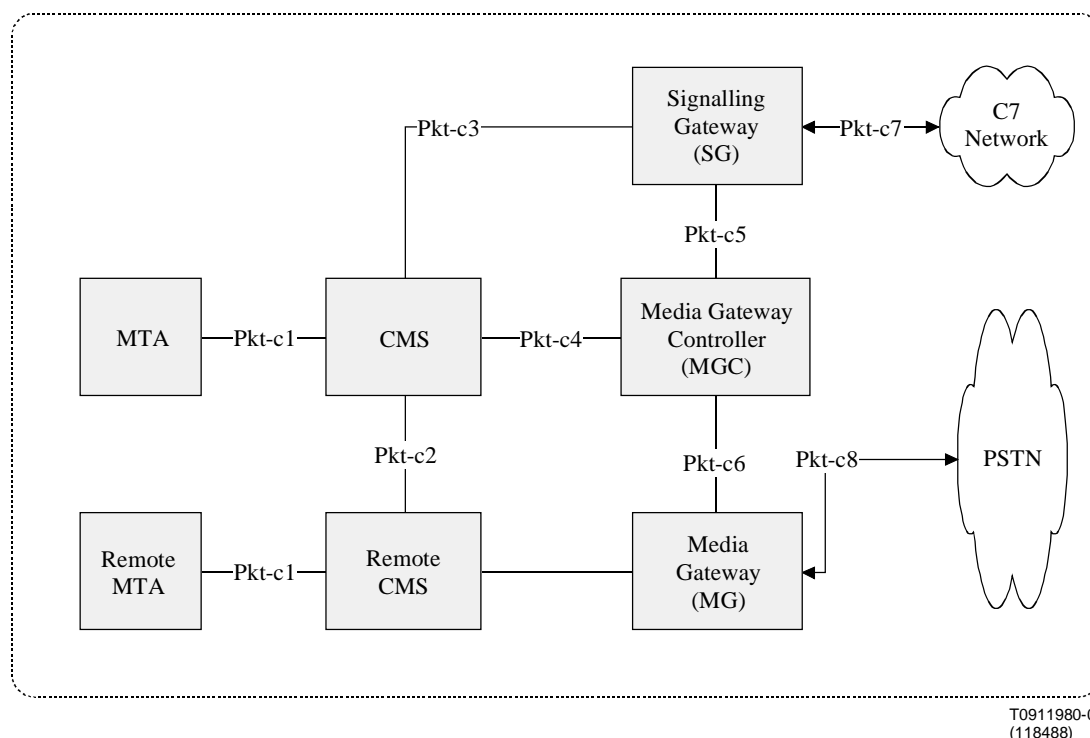 Signalling
Gateway
(SG)
C7
Network
Pkt-c3
Pkt-c7
Pkt-c5
MTA
Pkt-c1
CMS
Pkt-c4
Media Gateway
Controller
(MGC)
Pkt-c2
Pkt-c6
Pkt-c8
PSTN
Remote
MTA
Pkt-c1
Remote
CMS
Media
Gateway
(MG)
T0911980-0
(118488)